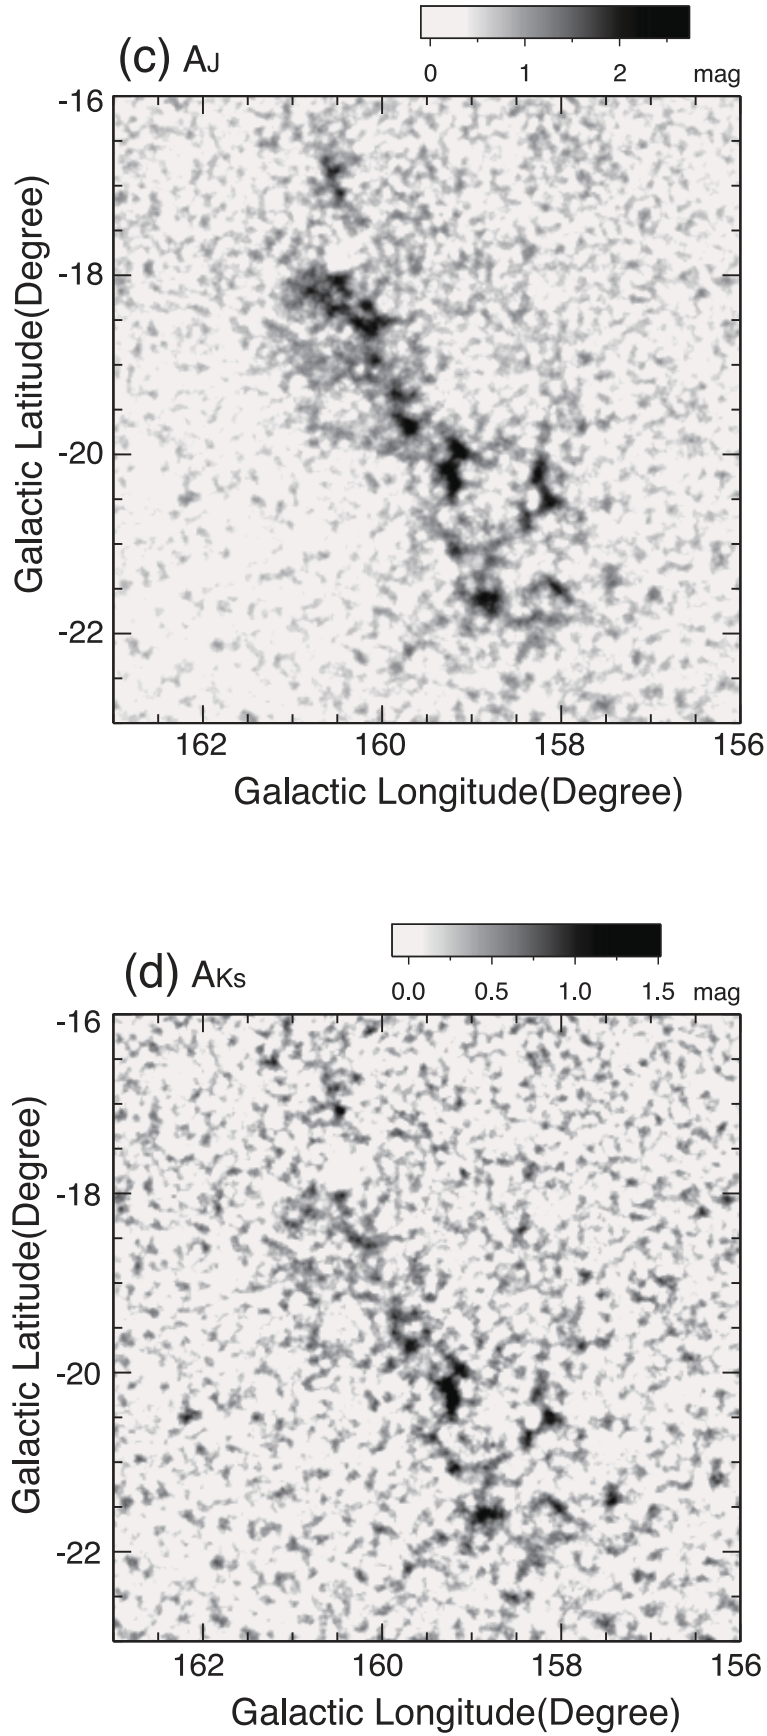 (c) AJ
0 1 2 mag
-16
-18
-20
-22
Galactic Latitude(Degree)
162 160 158 156
Galactic Longitude(Degree)
(d) AKs
0.0 0.5 1.0 1.5 mag
-16
-18
-20
-22
Galactic Latitude(Degree)
162 160 158 156
Galactic Longitude(Degree)